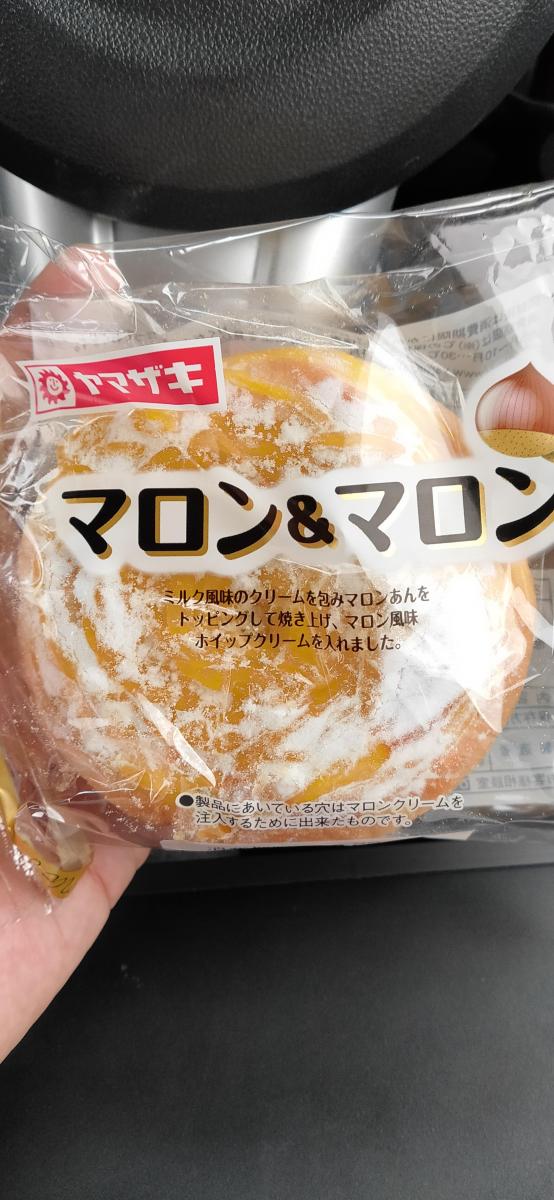 ヤマザキ
マロン&マロン
ミルク風味のクリームを包みマロンあんを
トッピングして焼き上げ、マロン風味
ホイップクリームを入れました。
●製品にあいている穴はマロンクリームを
注入するために出来たものです。